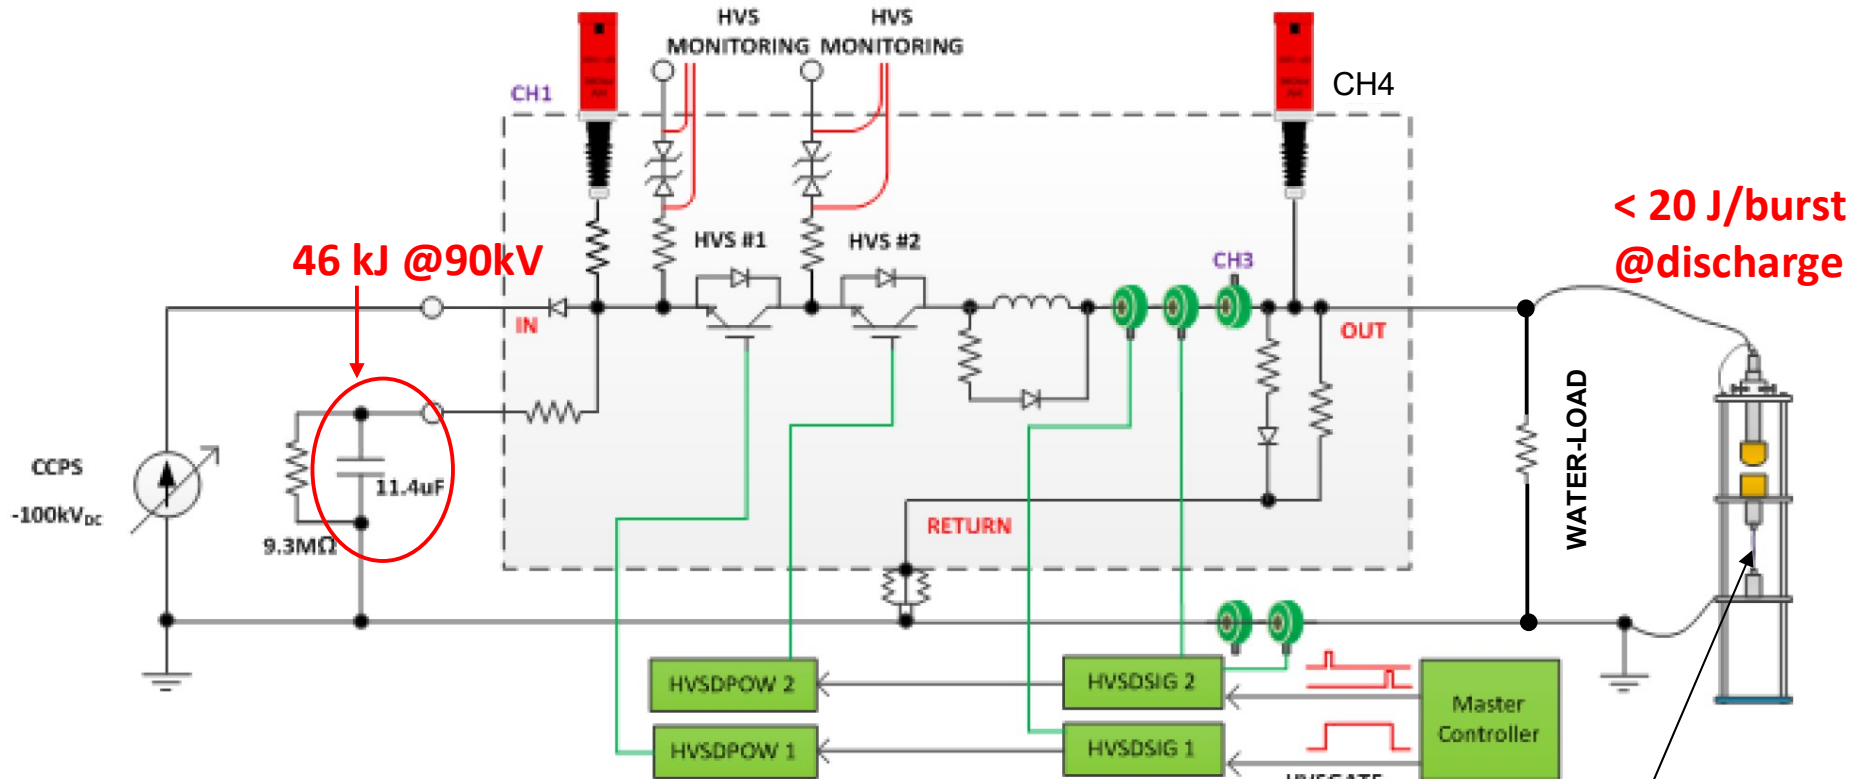 HVS
MONITORING
HVS
MONITORING
CH1
CH4
< 20 J/burst
@discharge
46 kJ @90kV
HVS #1
HVS #2
CH3
IN
OUT
WATER-LOAD
CCPS
-100kVDC
11.4uF
9.3MΩ
RETURN
HVSDPOW 2
HVSDSIG 2
Master
Controller
HVSDPOW 1
HVSDSIG 1